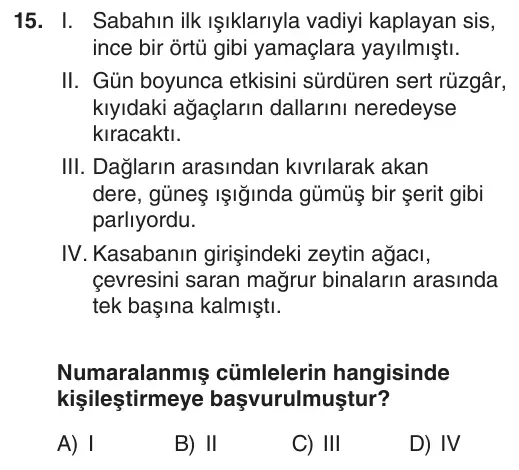 15. I. Sabahın ilk ışıklarıyla vadiyi kaplayan sis,
ince bir örtü gibi yamaçlara yayılmıştı.
II. Gün boyunca etkisini sürdüren sert rüzgâr,
kıyıdaki ağaçların dallarını neredeyse
kıracaktı.
III. Dağların arasından kıvrılarak akan
dere, güneş ışığında gümüş bir şerit gibi
parlıyordu.
IV. Kasabanın girişindeki zeytin ağacı,
çevresini saran mağrur binaların arasında
tek başına kalmıştı.
Numaralanmış cümlelerin hangisinde
kişileştirmeye başvurulmuştur?
A) I B) II C) III D) IV